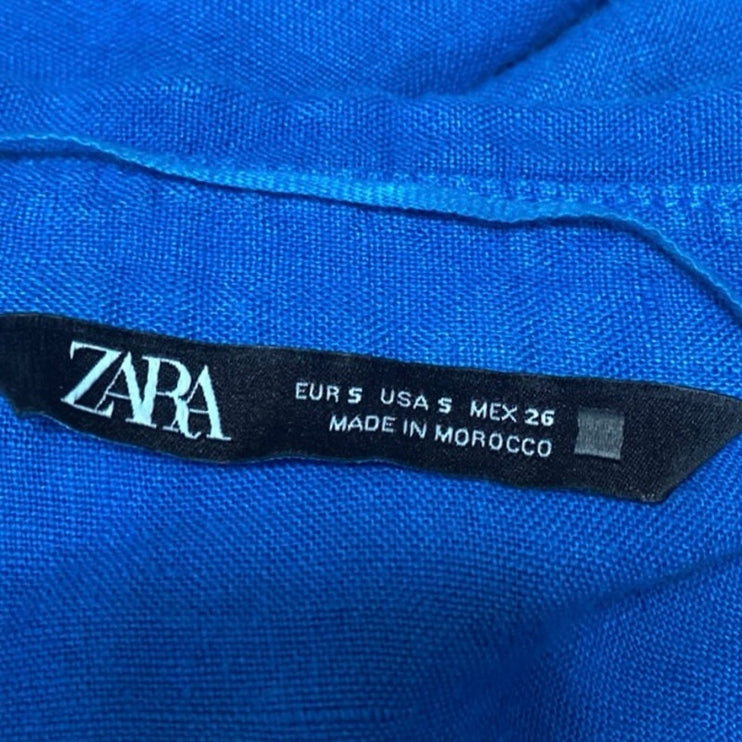 ZARA
EUR S USA S MEX 26
MADE IN MOROCCO